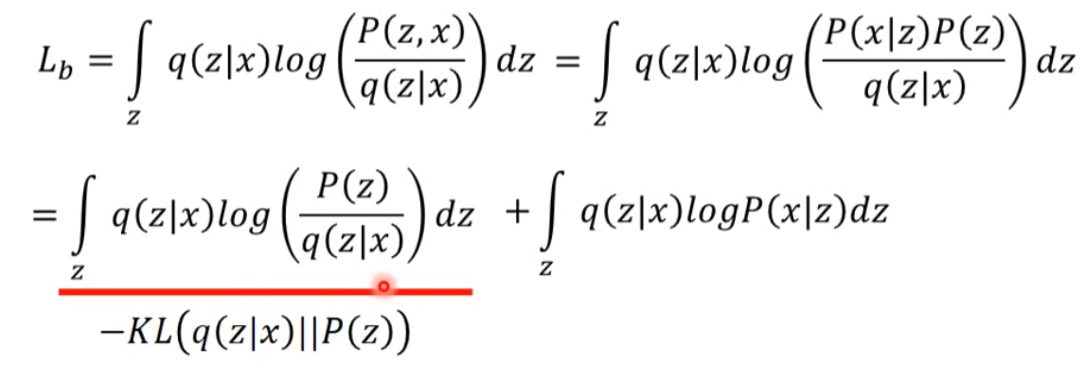 L_b = ∫_z q(z|x)log(P(z, x)/q(z|x))dz = ∫_z q(z|x)log(P(x|z)P(z)/q(z|x))dz
= ∫_z q(z|x)log(P(z)/q(z|x))dz + ∫_z q(z|x)logP(x|z)dz
−KL(q(z|x)||P(z))